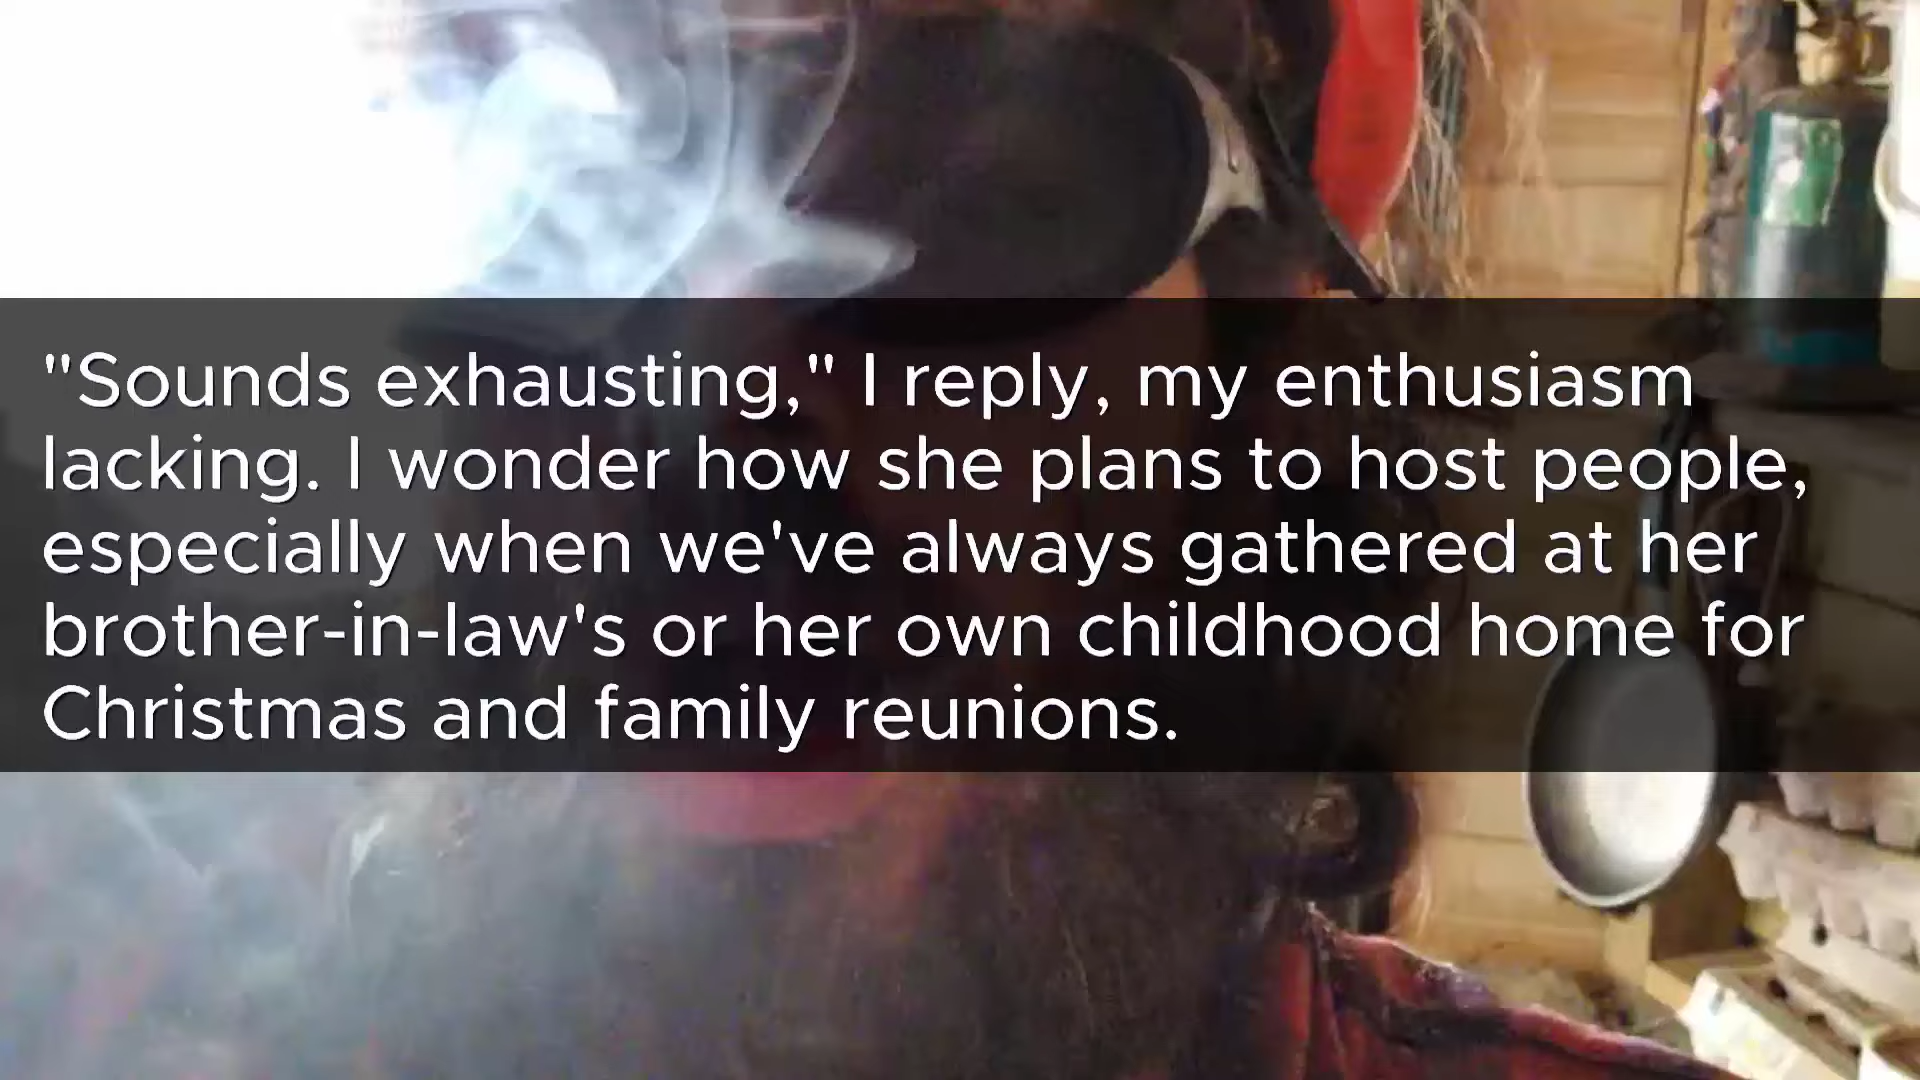 "Sounds exhausting," I reply, my enthusiasm
lacking. I wonder how she plans to host people,
especially when we've always gathered at her
brother-in-law's or her own childhood home for
Christmas and family reunions.